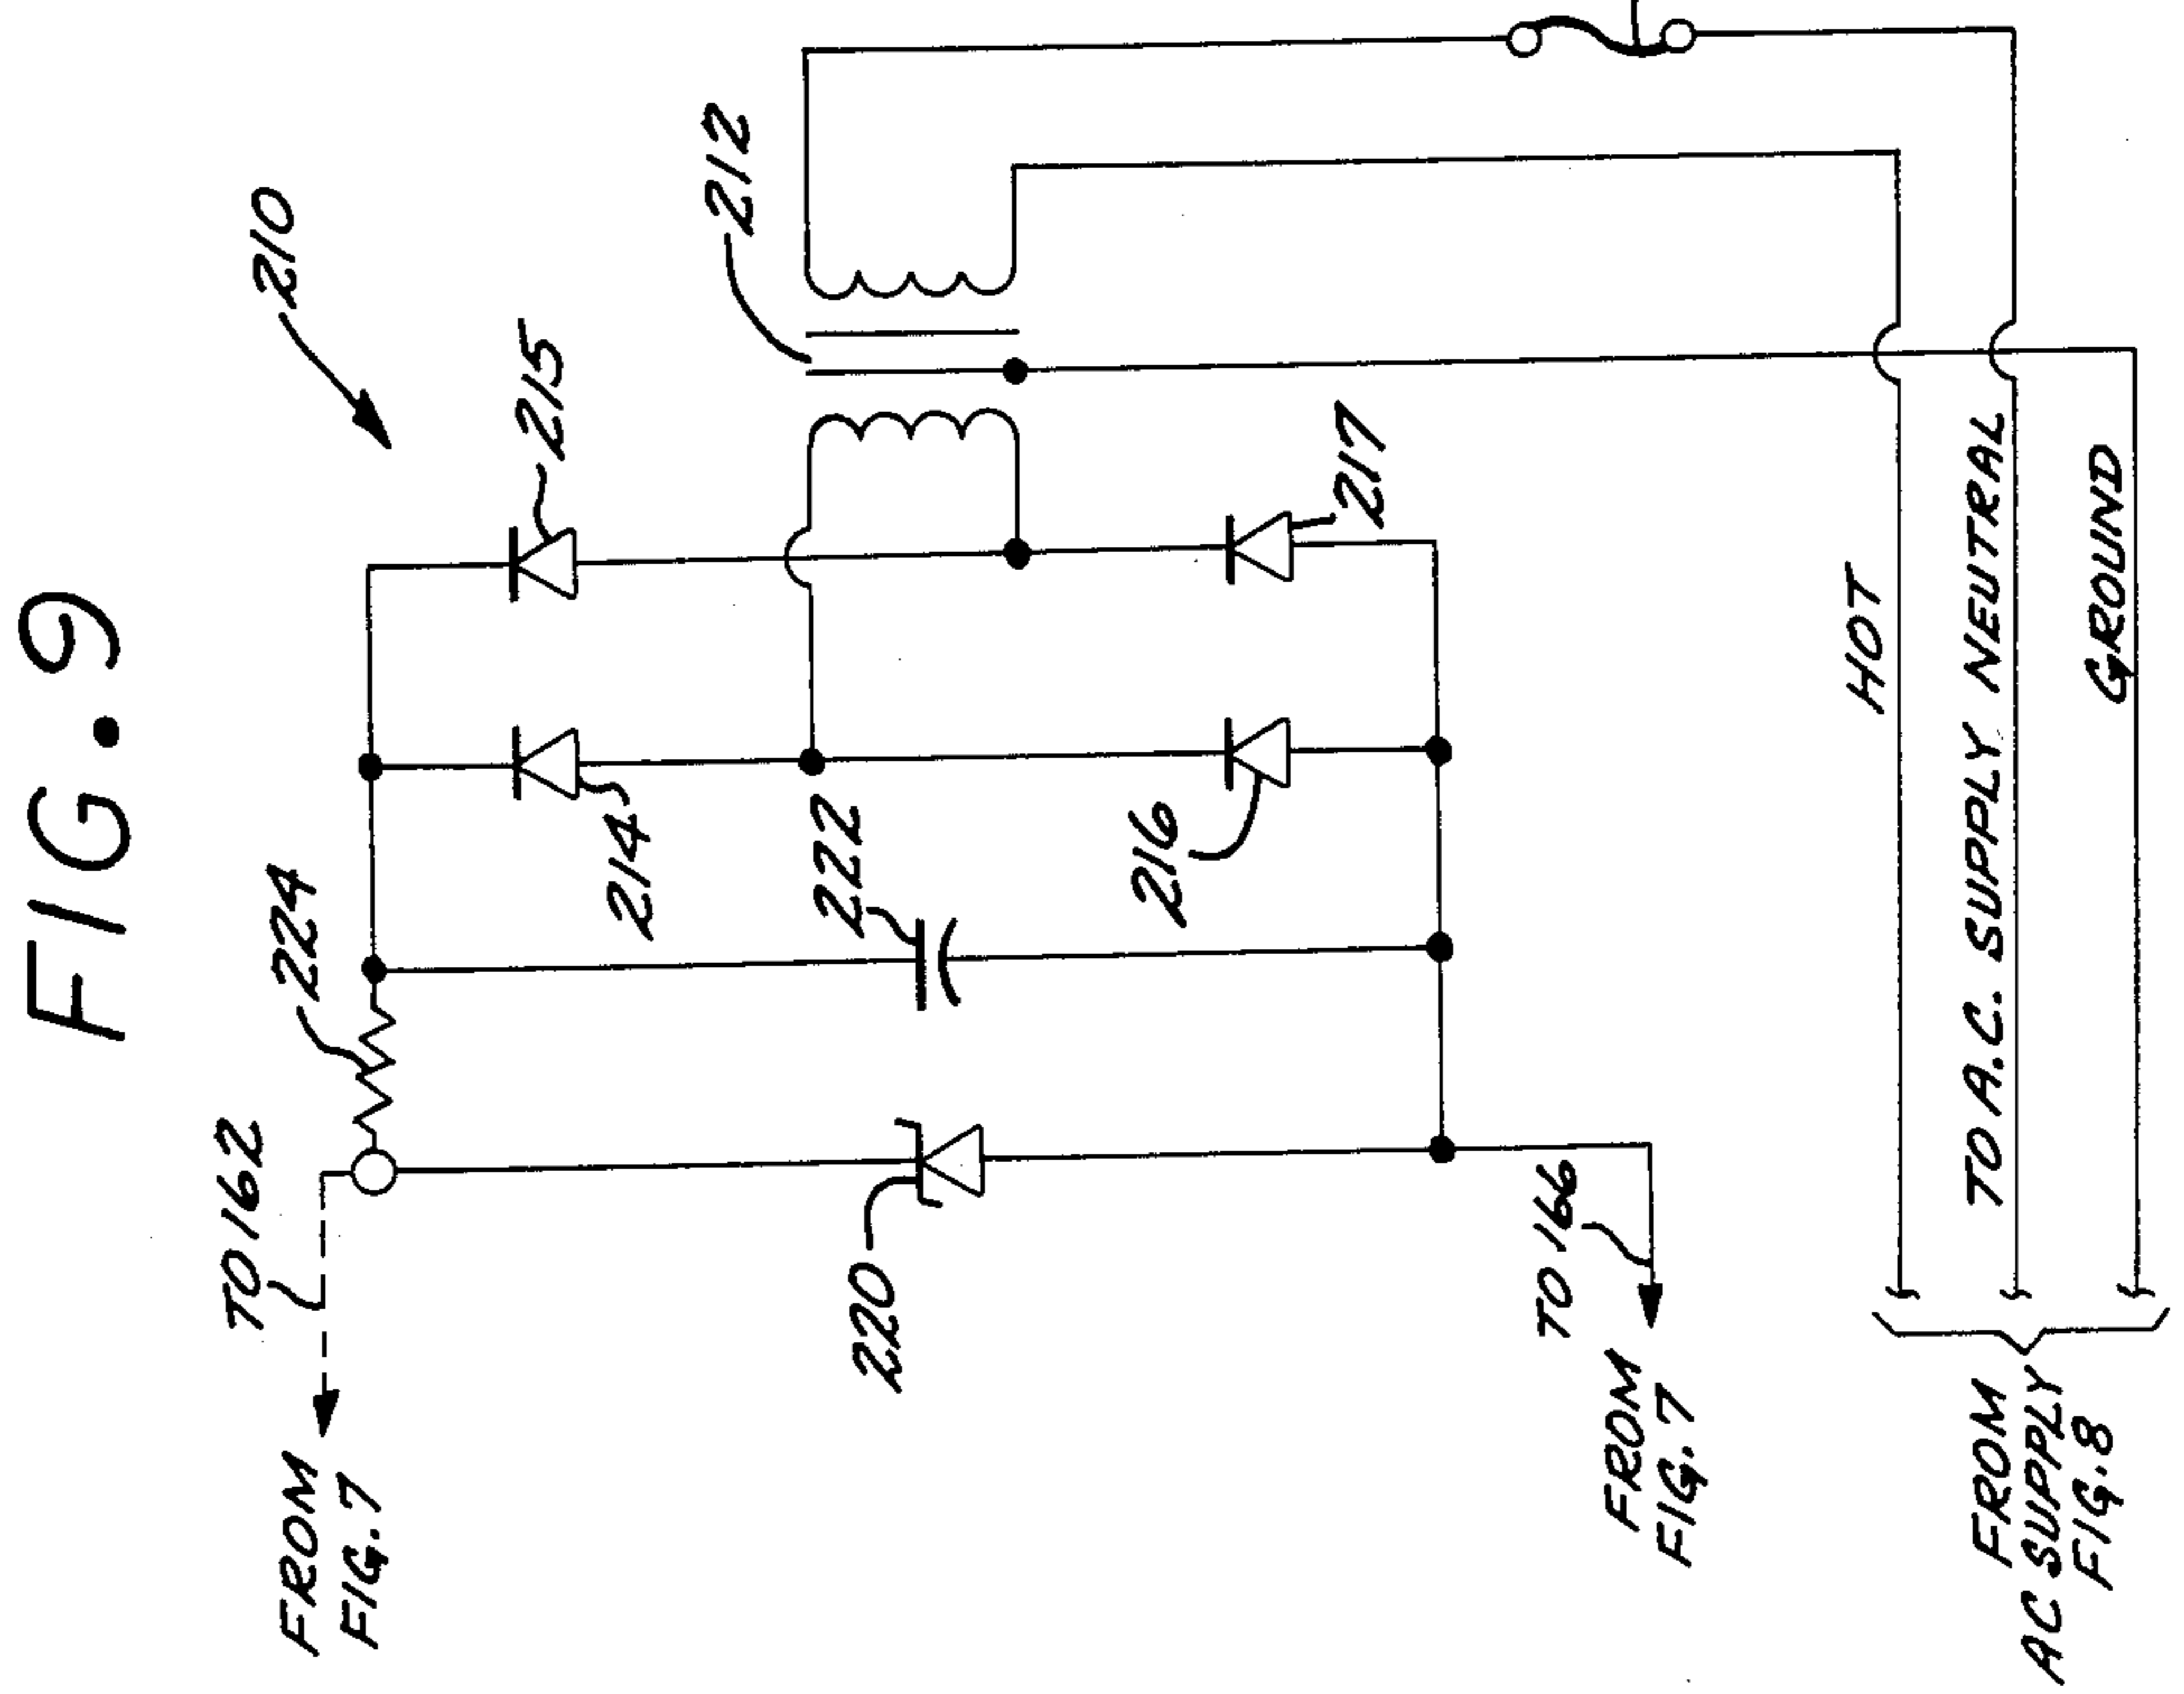 FIG. 9
210
212
215
217
224
214
222
216
TO 162
FROM
FIG. 7
220
TO 166
FROM
FIG. 7
HOT
TO A.C. SUPPLY NEUTRAL
GROUND
FROM
AC SUPPLY
FIG. 8